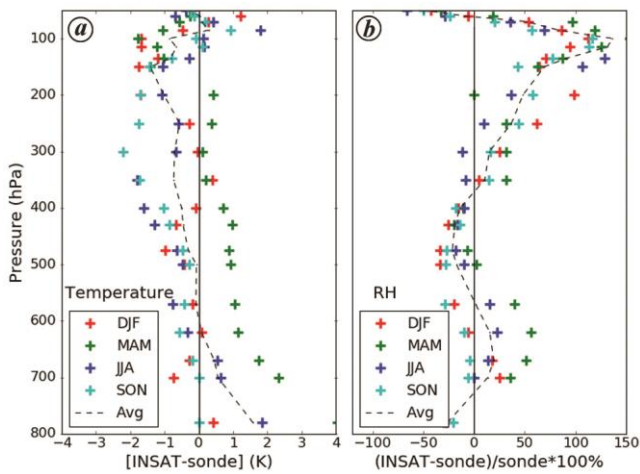 a
b
Pressure (hPa)
100
200
300
400
500
600
700
800
Temperature
DJF
MAM
JJA
SON
Avg
−4 −3 −2 −1 0 1 2 3 4
[INSAT-sonde] (K)
Pressure (hPa)
RH
DJF
MAM
JJA
SON
Avg
−100 −50 0 50 100 150
(INSAT-sonde)/sonde*100%